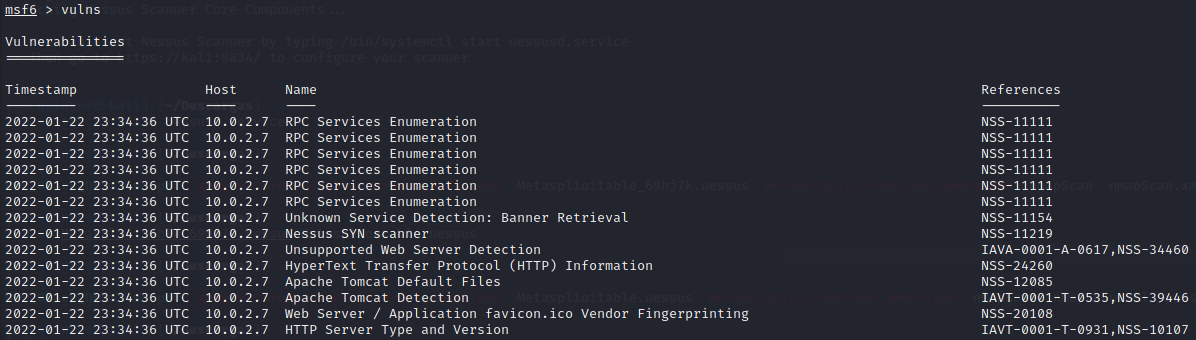 msf6 > vulns
Vulnerabilities
===============
Timestamp Host Name References
--------- ---- ---- ----------
2022-01-22 23:34:36 UTC 10.0.2.7 RPC Services Enumeration NSS-11111
2022-01-22 23:34:36 UTC 10.0.2.7 RPC Services Enumeration NSS-11111
2022-01-22 23:34:36 UTC 10.0.2.7 RPC Services Enumeration NSS-11111
2022-01-22 23:34:36 UTC 10.0.2.7 RPC Services Enumeration NSS-11111
2022-01-22 23:34:36 UTC 10.0.2.7 RPC Services Enumeration NSS-11111
2022-01-22 23:34:36 UTC 10.0.2.7 RPC Services Enumeration NSS-11111
2022-01-22 23:34:36 UTC 10.0.2.7 Unknown Service Detection: Banner Retrieval NSS-11154
2022-01-22 23:34:36 UTC 10.0.2.7 Nessus SYN scanner NSS-11219
2022-01-22 23:34:36 UTC 10.0.2.7 Unsupported Web Server Detection IAVA-0001-A-0617,NSS-34460
2022-01-22 23:34:36 UTC 10.0.2.7 HyperText Transfer Protocol (HTTP) Information NSS-24260
2022-01-22 23:34:36 UTC 10.0.2.7 Apache Tomcat Default Files NSS-12085
2022-01-22 23:34:36 UTC 10.0.2.7 Apache Tomcat Detection IAVT-0001-T-0535,NSS-39446
2022-01-22 23:34:36 UTC 10.0.2.7 Web Server / Application favicon.ico Vendor Fingerprinting NSS-20108
2022-01-22 23:34:36 UTC 10.0.2.7 HTTP Server Type and Version IAVT-0001-T-0931,NSS-10107